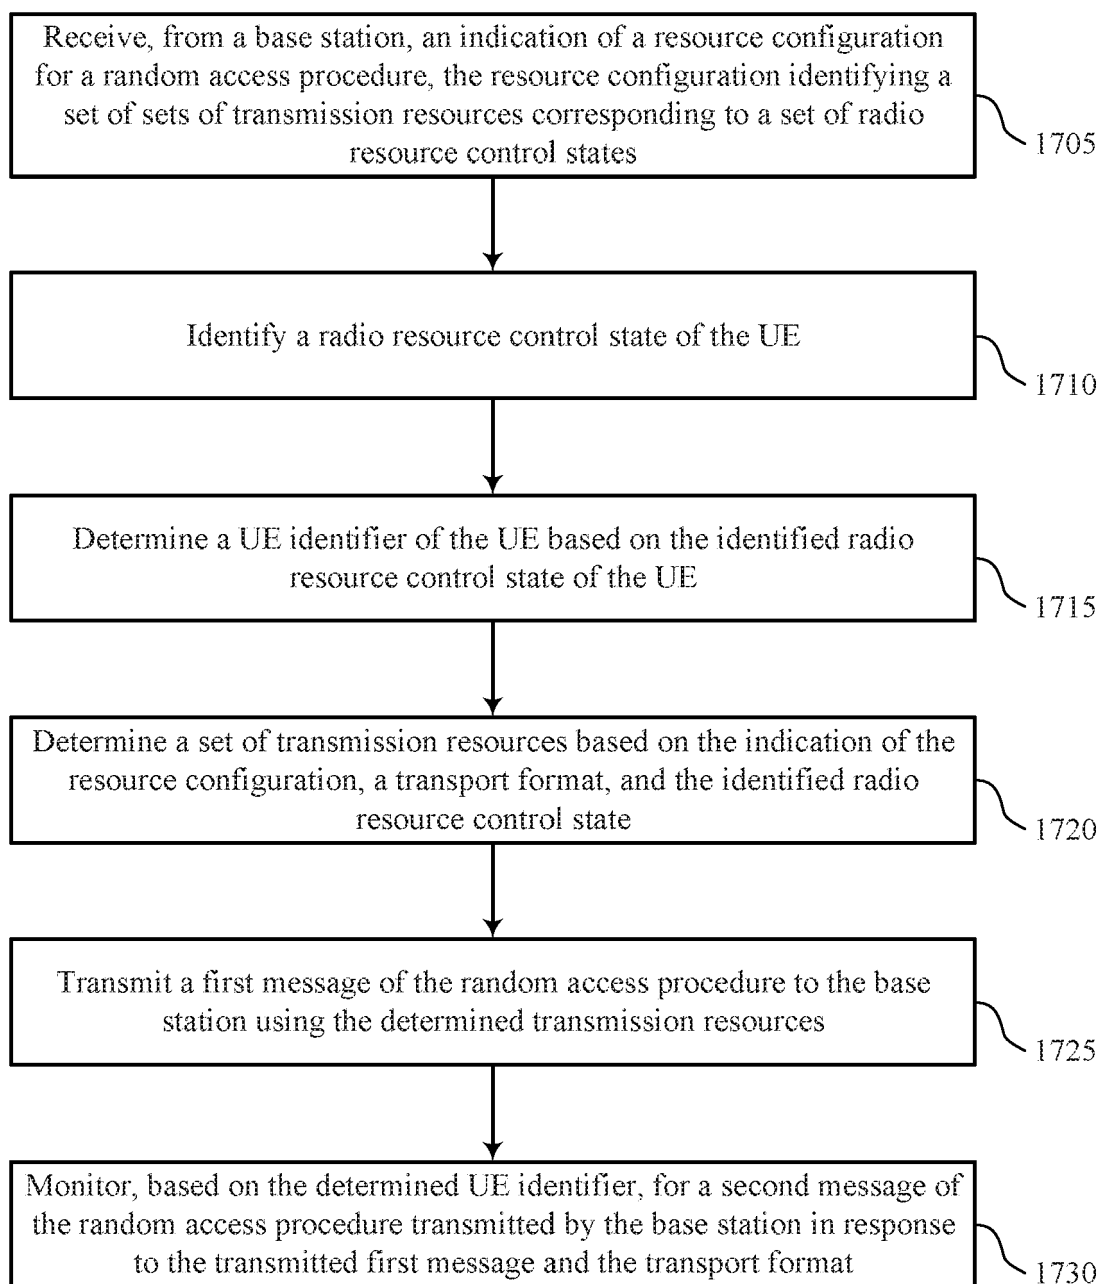 Receive, from a base station, an indication of a resource configuration
for a random access procedure, the resource configuration identifying a
set of sets of transmission resources corresponding to a set of radio
resource control states
1705
Identify a radio resource control state of the UE
1710
Determine a UE identifier of the UE based on the identified radio
resource control state of the UE
1715
Determine a set of transmission resources based on the indication of the
resource configuration, a transport format, and the identified radio
resource control state
1720
Transmit a first message of the random access procedure to the base
station using the determined transmission resources
1725
Monitor, based on the determined UE identifier, for a second message of
the random access procedure transmitted by the base station in response
to the transmitted first message and the transport format
1730